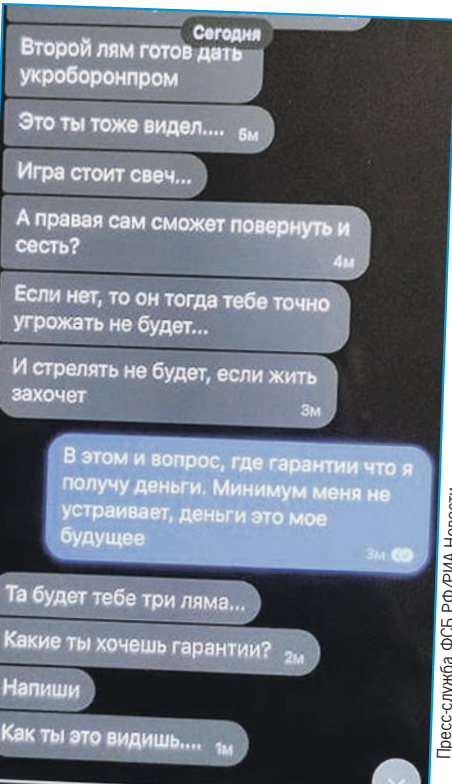 Сегодня
Второй лям готов дать
укроборонпром
Это ты тоже видел.... 5м
Игра стоит свеч...
А правая сам сможет повернуть и
сесть?
4м
Если нет, то он тогда тебе точно
угрожать не будет...
И стрелять не будет, если жить
захочет
3м
В этом и вопрос, где гарантии что я
получу деньги. Минимум меня не
устраивает, деньги это мое
будущее
3м
Та будет тебе три ляма...
Какие ты хочешь гарантии? 2м
Напиши
Как ты это видишь.... 1м
Пресс-служба ФСБ РФ/РИА Новости